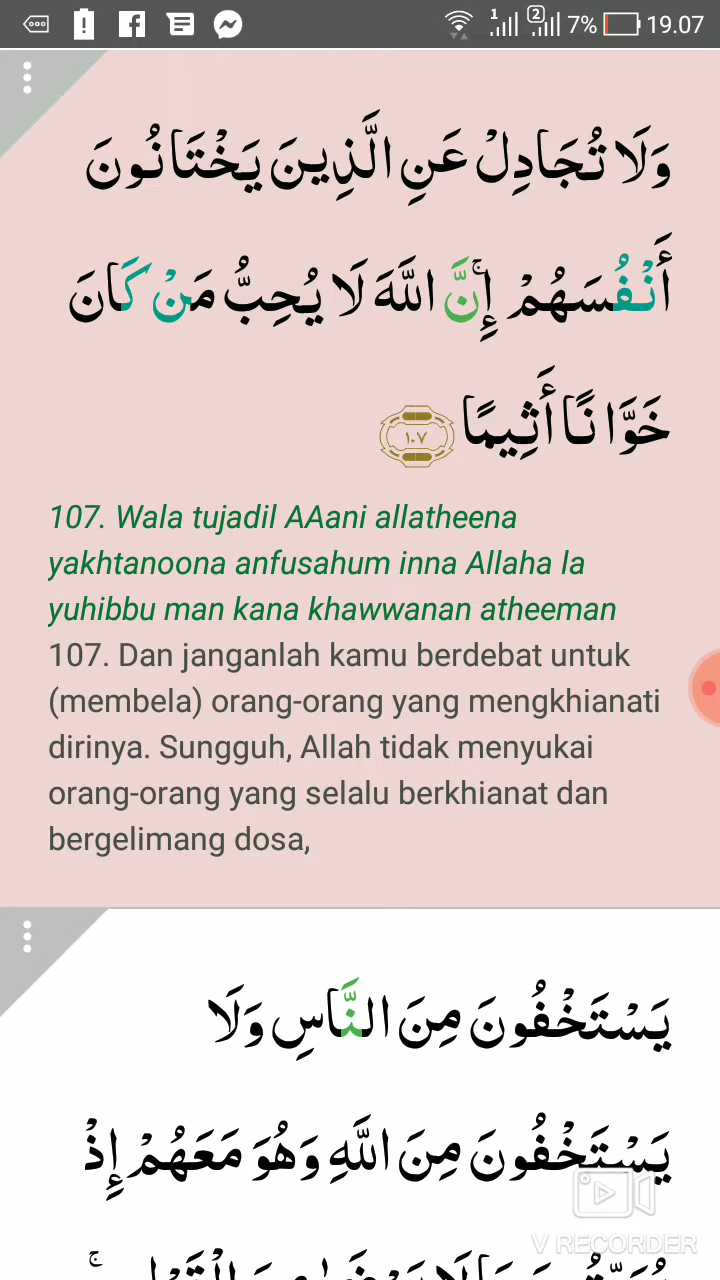 1 2 7% 19.07
وَلَا تُجَادِلْ عَنِ الَّذِينَ يَخْتَانُونَ
أَنْفُسَهُمْ ۚ إِنَّ اللَّهَ لَا يُحِبُّ مَنْ كَانَ
خَوَّانًا أَثِيمًا ١٠٧
107. Wala tujadil AAani allatheena
yakhtanoona anfusahum inna Allaha la
yuhibbu man kana khawwanan atheeman
107. Dan janganlah kamu berdebat untuk
(membela) orang-orang yang mengkhianati
dirinya. Sungguh, Allah tidak menyukai
orang-orang yang selalu berkhianat dan
bergelimang dosa,
يَسْتَخْفُونَ مِنَ النَّاسِ وَلَا
يَسْتَخْفُونَ مِنَ اللَّهِ وَهُوَ مَعَهُمْ إِذْ
V RECORDER